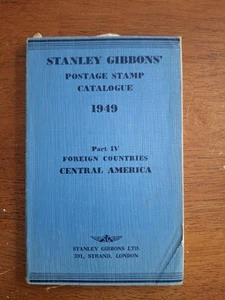 STANLEY GIBBONS'
POSTAGE STAMP
CATALOGUE
1949
Part IV
FOREIGN COUNTRIES
CENTRAL AMERICA
STANLEY GIBBONS LTD.
391, STRAND, LONDON